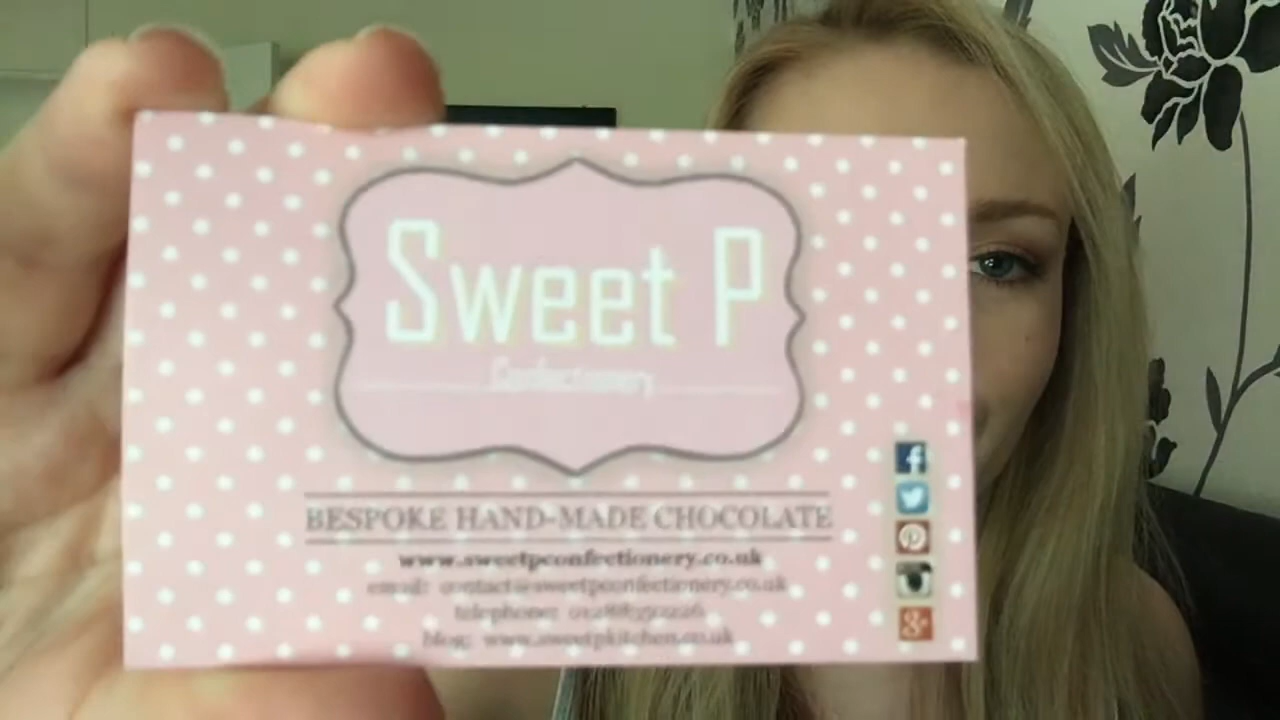 Sweet P
Confectionery
BESPOKE HAND-MADE CHOCOLATE
www.sweetpconfectionery.co.uk
email: contact@sweetpconfectionery.co.uk
telephone:
blog: www.sweetpkitchen.co.uk